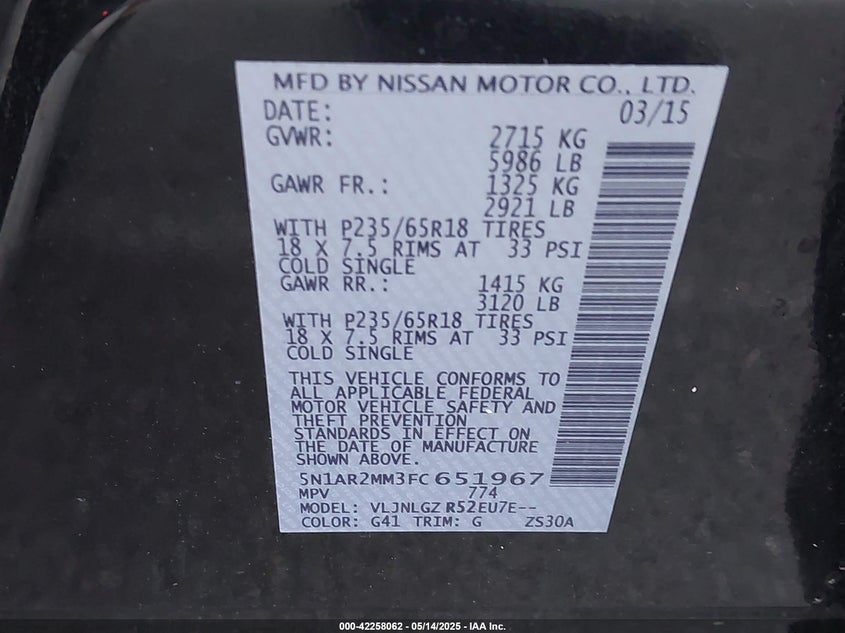 MFD BY NISSAN MOTOR CO., LTD.
DATE: 03/15
GVWR: 2715 KG
5986 LB
GAWR FR.: 1325 KG
2921 LB
WITH P235/65R18 TIRES
18 X 7.5 RIMS AT 33 PSI
COLD SINGLE
GAWR RR.: 1415 KG
3120 LB
WITH P235/65R18 TIRES
18 X 7.5 RIMS AT 33 PSI
COLD SINGLE
THIS VEHICLE CONFORMS TO
ALL APPLICABLE FEDERAL
MOTOR VEHICLE SAFETY AND
THEFT PREVENTION
STANDARDS IN EFFECT ON
THE DATE OF MANUFACTURE
SHOWN ABOVE.
5N1AR2MM3FC651967
MPV 774
MODEL: VLJNLGZ R52EU7E--
COLOR: G41 TRIM: G ZS30A
000-42258062 - 05/14/2025 - IAA Inc.